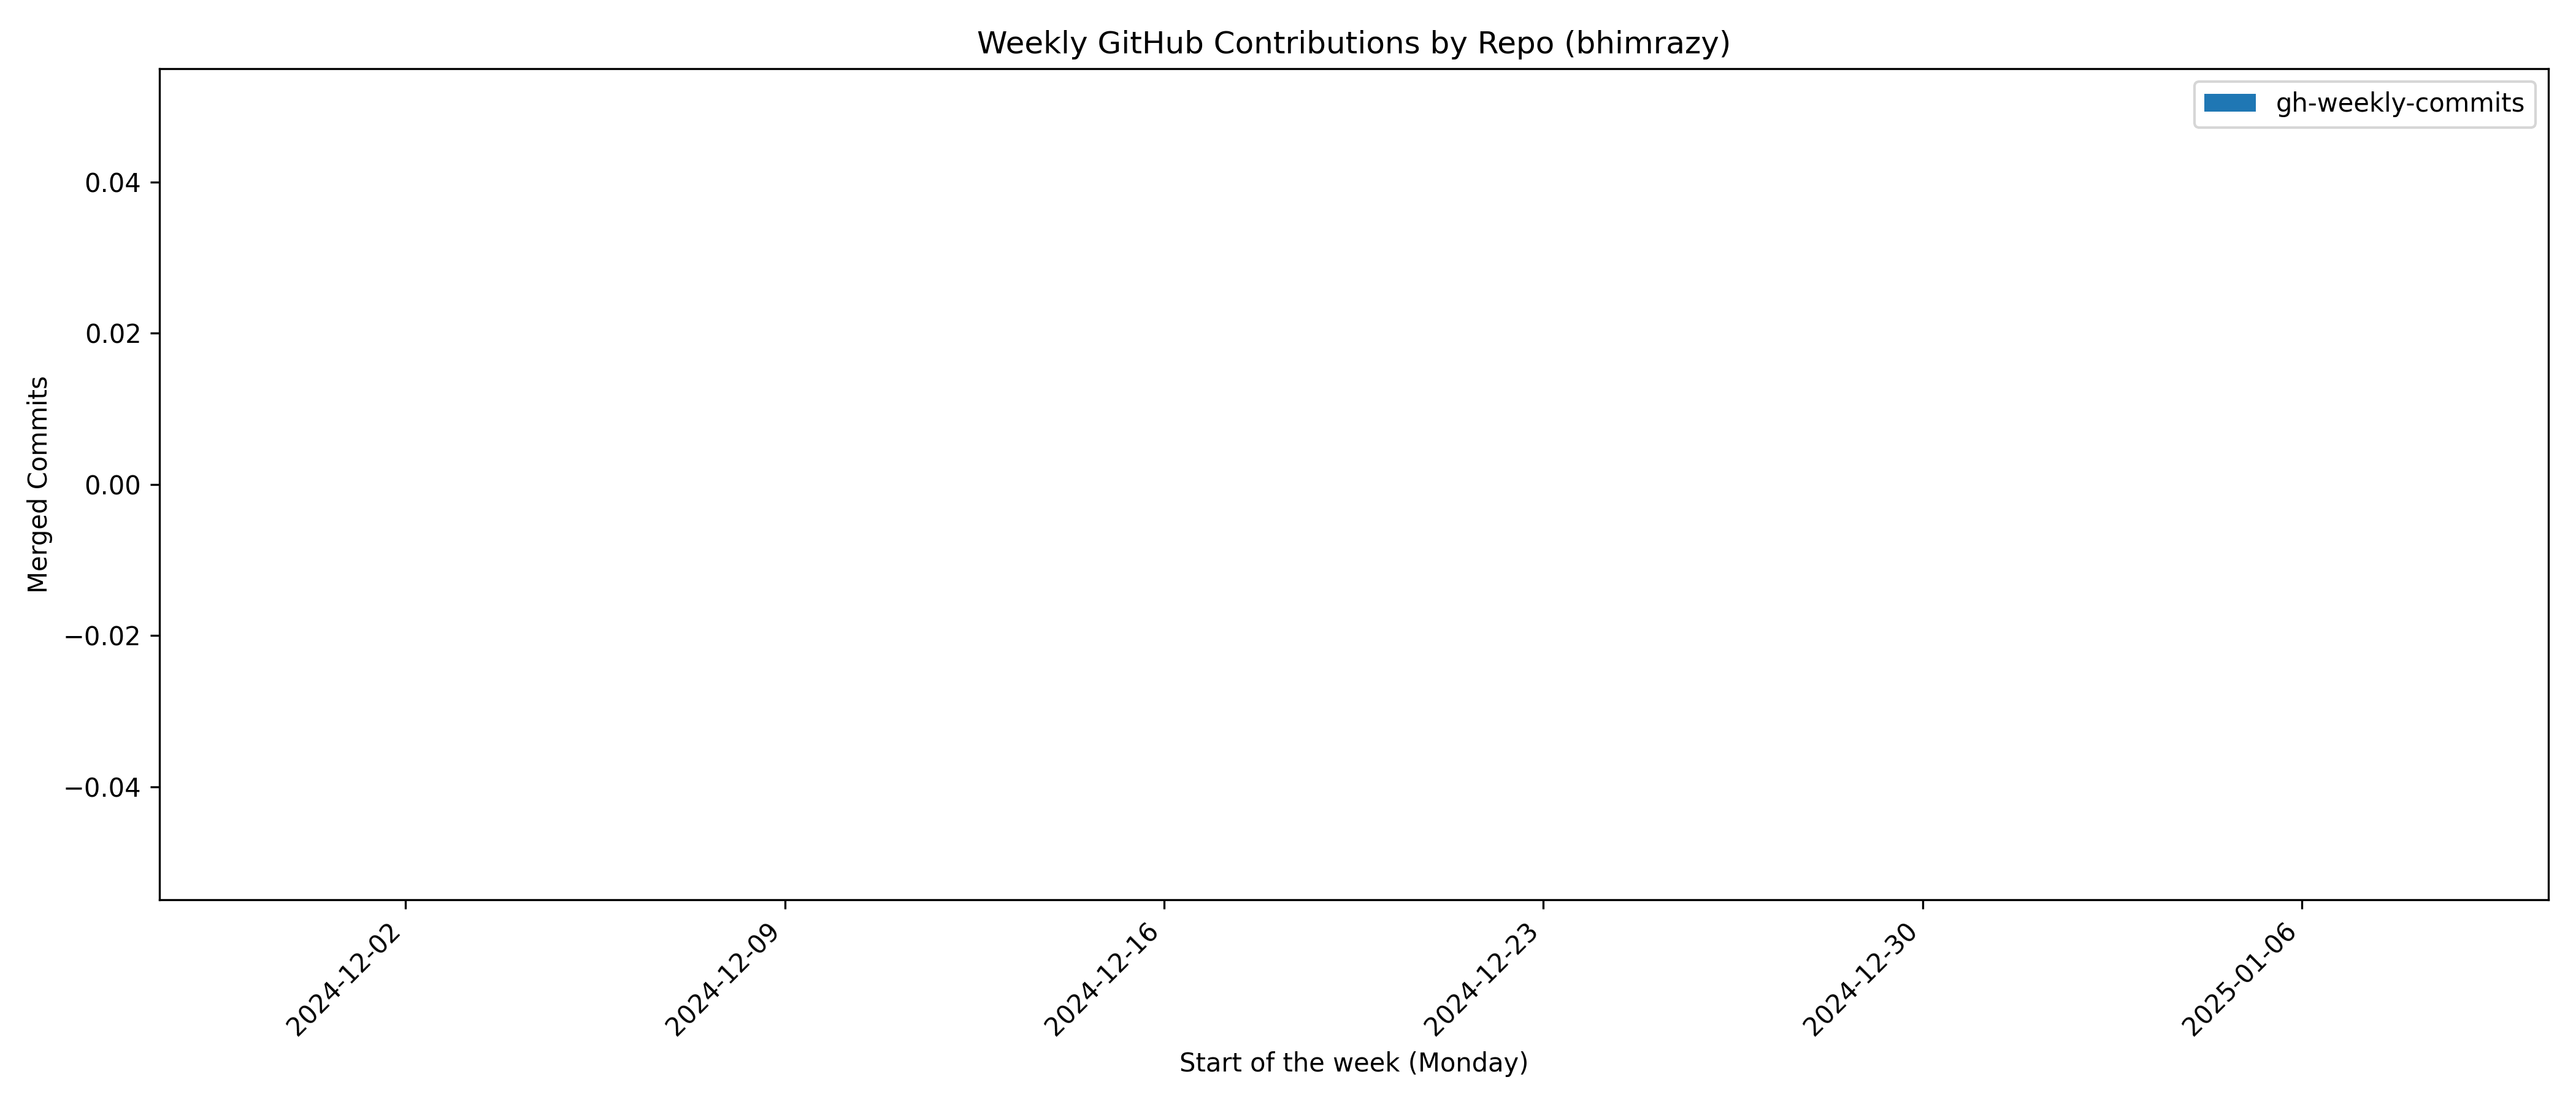 Weekly GitHub Contributions by Repo (bhimrazy)
gh-weekly-commits
Merged Commits
0.04
0.02
0.00
−0.02
−0.04
2024-12-02
2024-12-09
2024-12-16
2024-12-23
2024-12-30
2025-01-06
Start of the week (Monday)